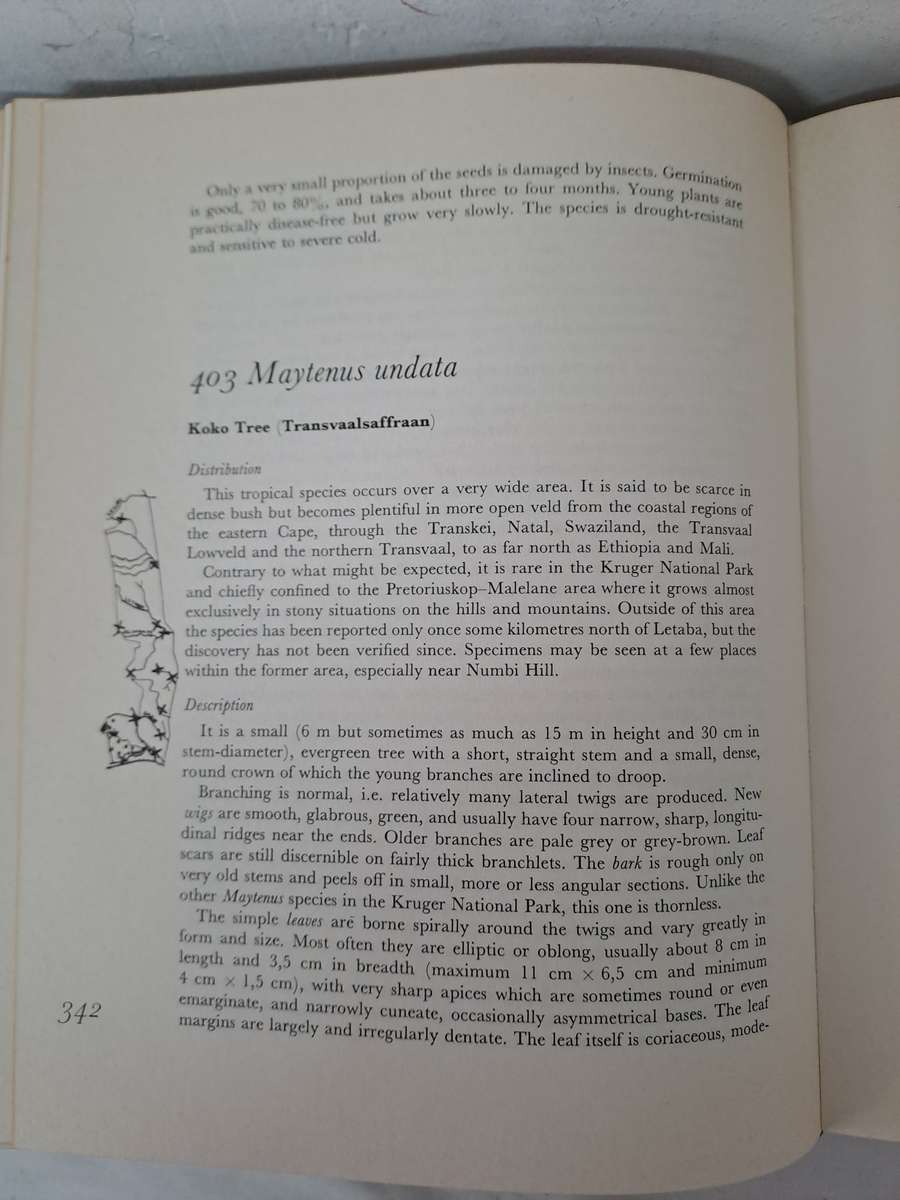 Only a very small proportion of the seeds is damaged by insects. Germination
is good, 70 to 80%, and takes about three to four months. Young plants are
practically disease-free but grow very slowly. The species is drought-resistant
and sensitive to severe cold.
403 Maytenus undata
Koko Tree (Transvaalsaffraan)
Distribution
This tropical species occurs over a very wide area. It is said to be scarce in
dense bush but becomes plentiful in more open veld from the coastal regions of
the eastern Cape, through the Transkei, Natal, Swaziland, the Transvaal
Lowveld and the northern Transvaal, to as far north as Ethiopia and Mali.
Contrary to what might be expected, it is rare in the Kruger National Park
and chiefly confined to the Pretoriuskop–Malelane area where it grows almost
exclusively in stony situations on the hills and mountains. Outside of this area
the species has been reported only once some kilometres north of Letaba, but the
discovery has not been verified since. Specimens may be seen at a few places
within the former area, especially near Numbi Hill.
Description
It is a small (6 m but sometimes as much as 15 m in height and 30 cm in
stem-diameter), evergreen tree with a short, straight stem and a small, dense,
round crown of which the young branches are inclined to droop.
Branching is normal, i.e. relatively many lateral twigs are produced. New
wigs are smooth, glabrous, green, and usually have four narrow, sharp, longitu-
dinal ridges near the ends. Older branches are pale grey or grey-brown. Leaf
scars are still discernible on fairly thick branchlets. The bark is rough only on
very old stems and peels off in small, more or less angular sections. Unlike the
other Maytenus species in the Kruger National Park, this one is thornless.
The simple leaves are borne spirally around the twigs and vary greatly in
form and size. Most often they are elliptic or oblong, usually about 8 cm in
length and 3,5 cm in breadth (maximum 11 cm × 6,5 cm and minimum
4 cm × 1,5 cm), with very sharp apices which are sometimes round or even
emarginate, and narrowly cuneate, occasionally asymmetrical bases. The leaf
margins are largely and irregularly dentate. The leaf itself is coriaceous, mode-
342